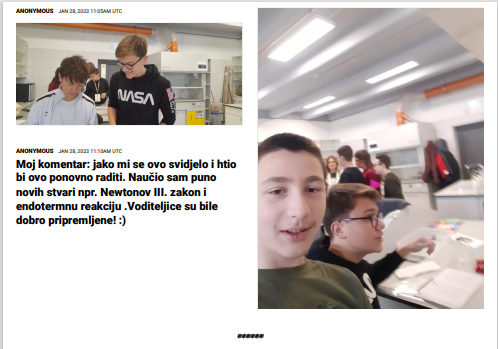 ANONYMOUS JAN 28, 2023 11:05AM UTC
NASA
ANONYMOUS JAN 28, 2023 11:10AM UTC
Moj komentar: jako mi se ovo svidjelo i htio
bi ovo ponovno raditi. Naučio sam puno
novih stvari npr. Newtonov III. zakon i
endotermnu reakciju .Voditeljice su bile
dobro pripremljene! :)